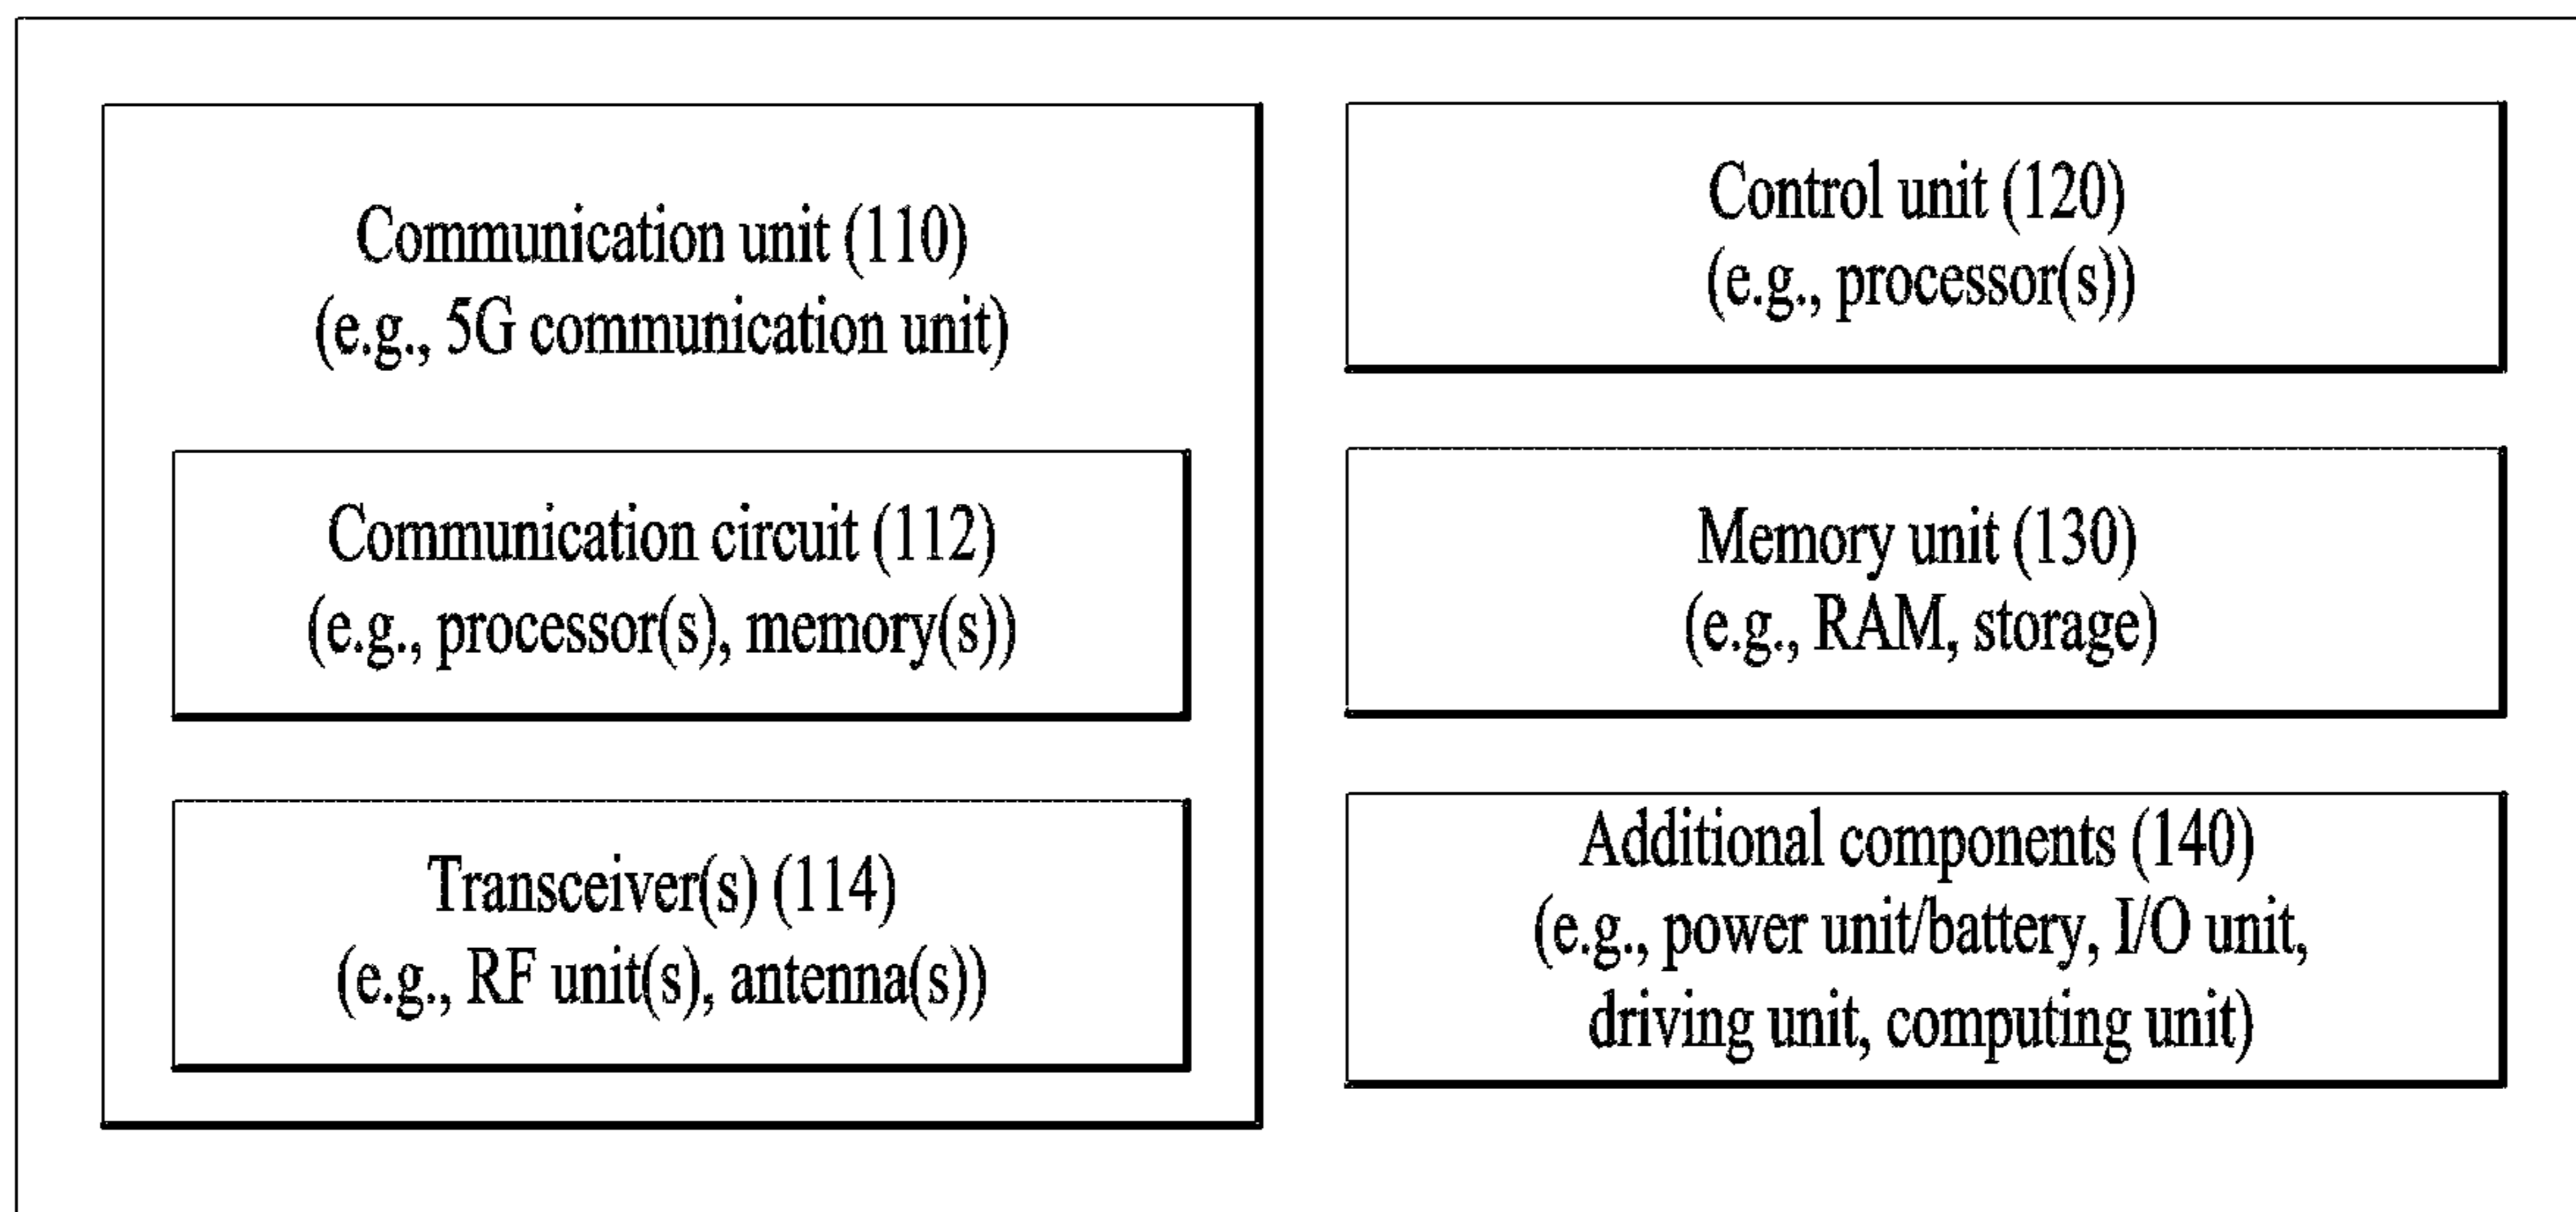 Communication unit (110)
(e.g., 5G communication unit)
Communication circuit (112)
(e.g., processor(s), memory(s))
Transceiver(s) (114)
(e.g., RF unit(s), antenna(s))
Control unit (120)
(e.g., processor(s))
Memory unit (130)
(e.g., RAM, storage)
Additional components (140)
(e.g., power unit/battery, I/O unit,
driving unit, computing unit)